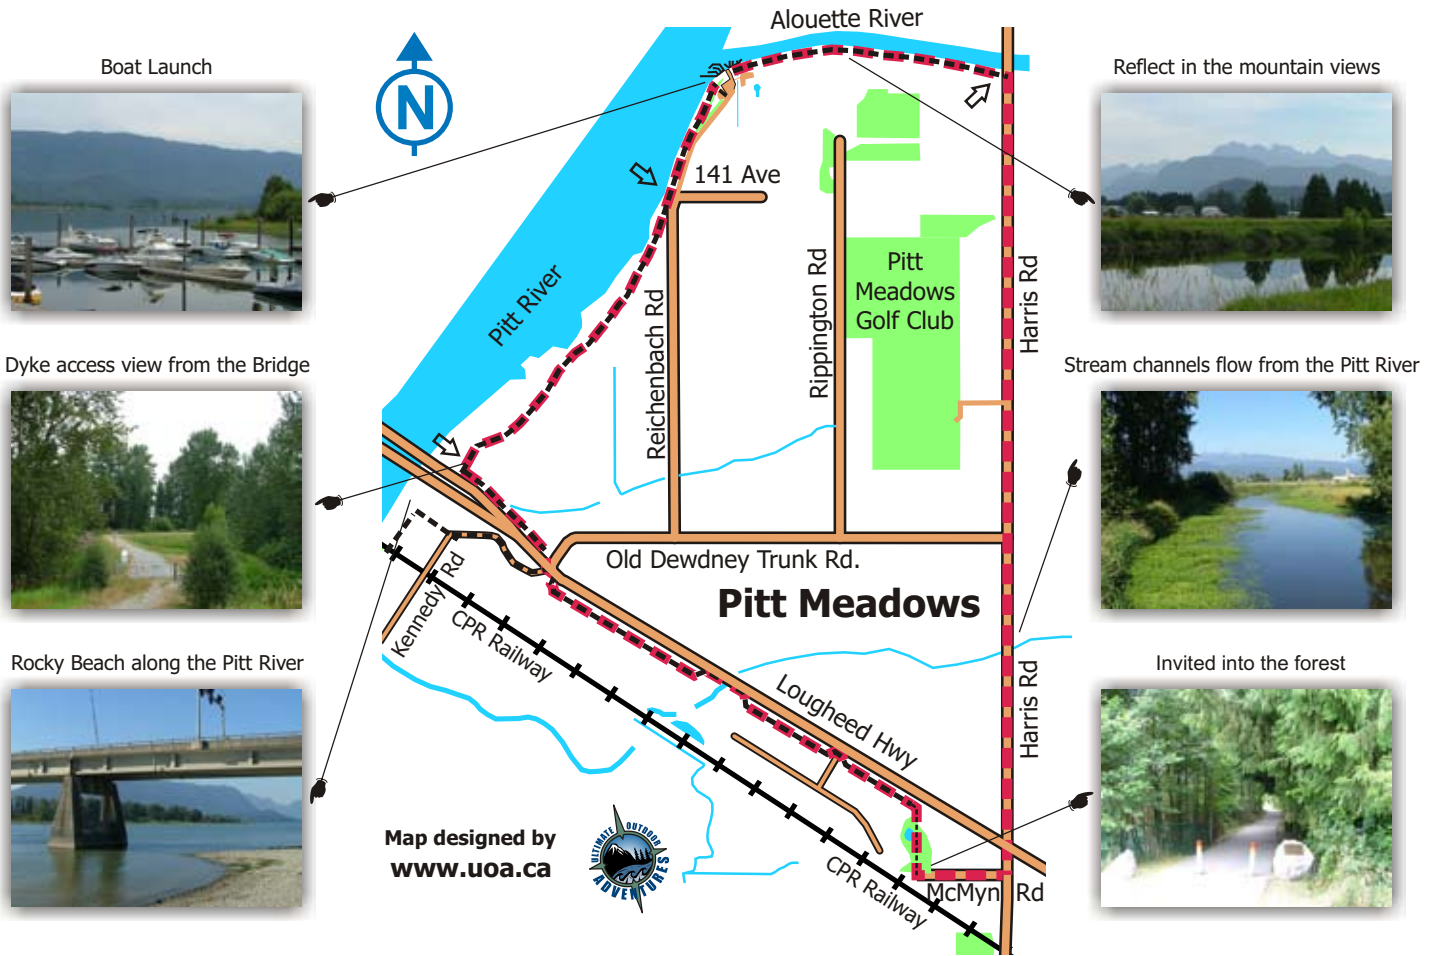 Alouette River
Boat Launch
Reflect in the mountain views
N
141 Ave
Pitt River
Reichenbach Rd
Rippington Rd
Pitt
Meadows
Golf Club
Harris Rd
Dyke access view from the Bridge
Stream channels flow from the Pitt River
Old Dewdney Trunk Rd.
Pitt Meadows
Kennedy Rd
CPR Railway
Rocky Beach along the Pitt River
Invited into the forest
Lougheed Hwy
Harris Rd
Map designed by
www.uoa.ca
ULTIMATE OUTDOOR
ADVENTURES
CPR Railway
McMyn Rd